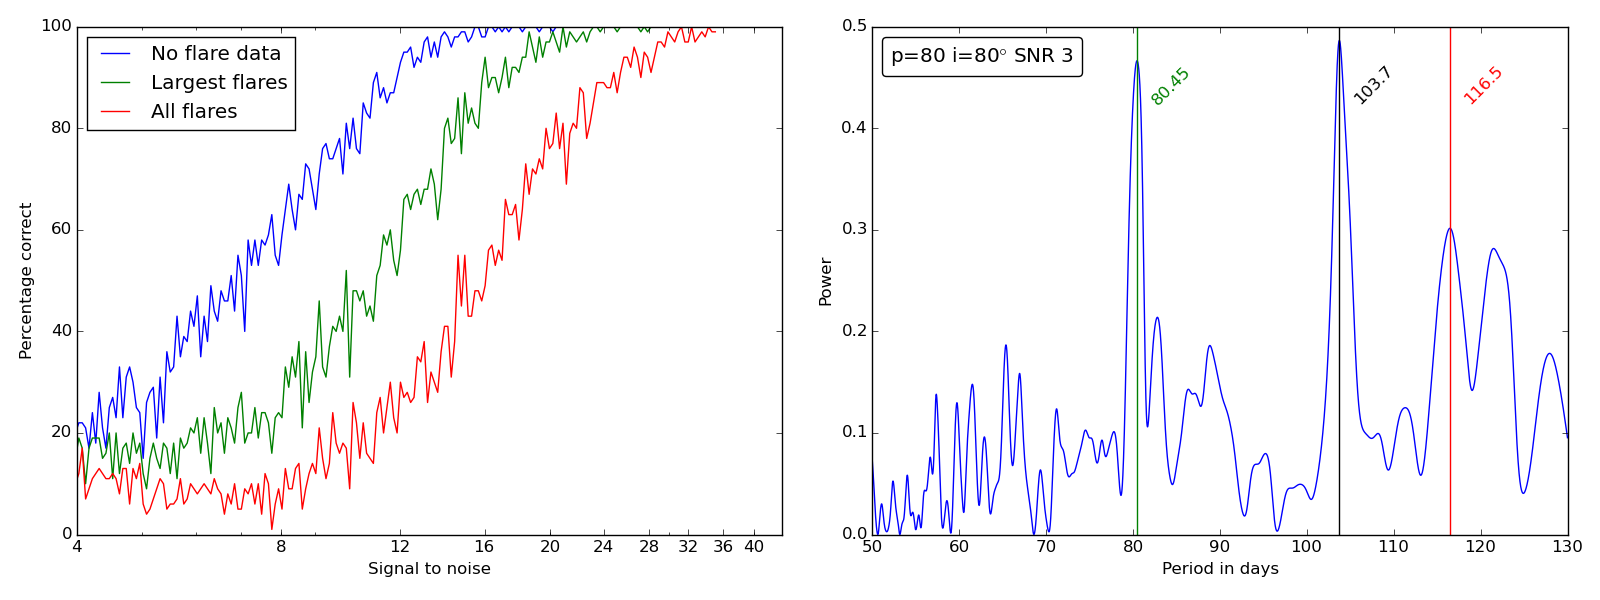 100
80
60
40
20
0
Percentage correct
No flare data
Largest flares
All flares
4 8 12 16 20 24 28 32 36 40
Signal to noise
0.5
0.4
0.3
0.2
0.1
0.0
Power
p=80 i=80° SNR 3
80.45
103.7
116.5
50 60 70 80 90 100 110 120 130
Period in days